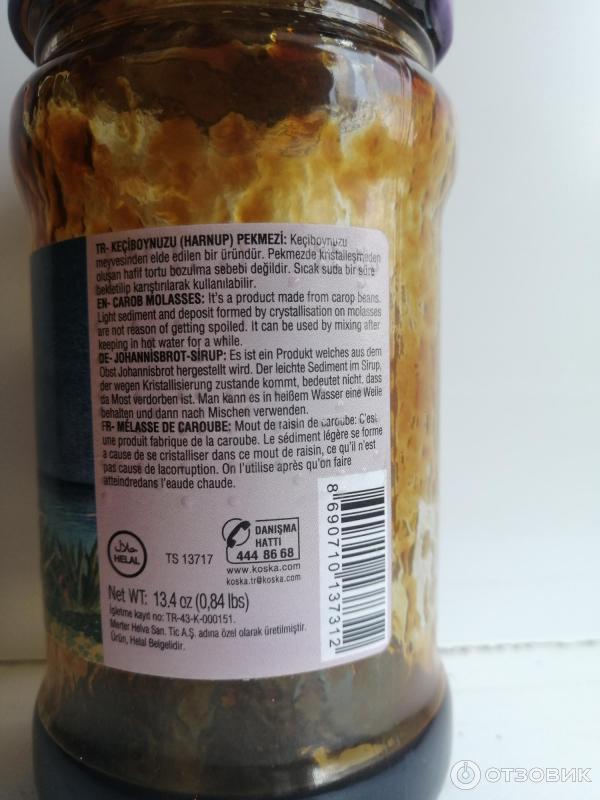 TR- KEÇİBOYNUZU (HARNUP) PEKMEZİ: Keçiboynuzu
meyvesinden elde edilen bir üründür. Pekmezde kristalleşmeden
oluşan hafif tortu bozulma sebebi değildir. Sıcak suda bir süre
bekletilip karıştırılarak kullanılabilir.
EN- CAROB MOLASSES: It's a product made from carop beans.
Light sediment and deposit formed by crystallisation on molasses
are not reason of getting spoiled. It can be used by mixing after
keeping in hot water for a while.
DE- JOHANNISBROT-SİRUP: Es ist ein Produkt welches aus dem
Obst Johannisbrot hergestellt wird. Der leichte Sediment im Sirup,
der wegen Kristallisierung zustande kommt, bedeutet nicht, dass
da Most verdorben ist. Man kann es in heißem Wasser eine Weile
behalten und dann nach Mischen verwenden.
FR- MÉLASSE DE CAROUBE: Mout de raisin de caroube: C'est
une produit fabrique de la caroube. Le sédiment légère se forme
a cause de se cristalliser dans ce mout de raisin, ce qu'il n'est
pas cause de lacorruption. On l'utilise après qu'on faire
atteindredans l'eaude chaude.
حلال
HELAL
TS 13717
DANIŞMA
HATTI
444 86 68
www.koska.com
koska.tr@koska.com
Net WT: 13.4 oz (0,84 lbs)
İşletme kayıt no: TR-43-K-000151.
Merter Helva San. Tic A.Ş. adına özel olarak üretilmiştir.
Ürün, Helal Belgelidir.
8 690710 437312
ОТЗОВИК